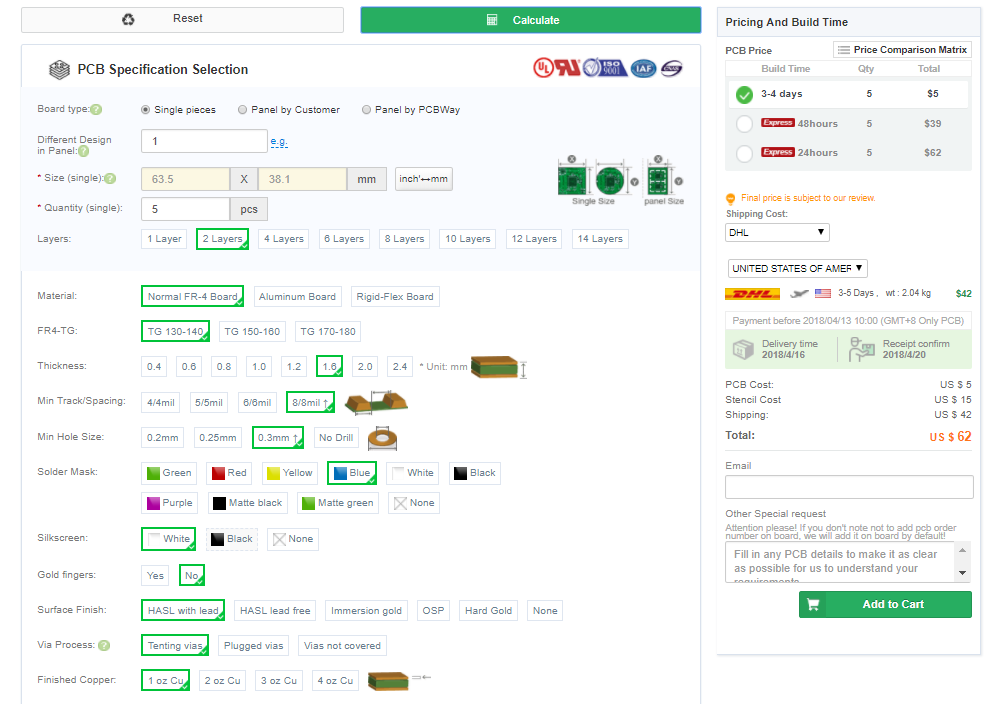 Reset
Calculate
PCB Specification Selection
Board type: Single pieces Panel by Customer Panel by PCBWay
Different Design
in Panel: 1 e.g.
* Size (single): 63.5 X 38.1 mm inch'↔mm
Single Size panel Size
* Quantity (single): 5 pcs
Layers: 1 Layer 2 Layers 4 Layers 6 Layers 8 Layers 10 Layers 12 Layers 14 Layers
Material: Normal FR-4 Board Aluminum Board Rigid-Flex Board
FR4-TG: TG 130-140 TG 150-160 TG 170-180
Thickness: 0.4 0.6 0.8 1.0 1.2 1.6 2.0 2.4 * Unit: mm
Min Track/Spacing: 4/4mil 5/5mil 6/6mil 8/8mil ↑
Min Hole Size: 0.2mm 0.25mm 0.3mm ↑ No Drill
Solder Mask: Green Red Yellow Blue White Black
Purple Matte black Matte green None
Silkscreen: White Black None
Gold fingers: Yes No
Surface Finish: HASL with lead HASL lead free Immersion gold OSP Hard Gold None
Via Process: Tenting vias Plugged vias Vias not covered
Finished Copper: 1 oz Cu 2 oz Cu 3 oz Cu 4 oz Cu
Pricing And Build Time
PCB Price Price Comparison Matrix
Build Time Qty Total
3-4 days 5 $5
Express 48hours 5 $39
Express 24hours 5 $62
Final price is subject to our review.
Shipping Cost:
DHL
UNITED STATES OF AMER
DHL 3-5 Days , wt : 2.04 kg $42
Payment before 2018/04/13 10:00 (GMT+8 Only PCB)
Delivery time
2018/4/16
Receipt confirm
2018/4/20
PCB Cost: US $ 5
Stencil Cost US $ 15
Shipping: US $ 42
Total: US $ 62
Email
Other Special request
Attention please! If you don't note not to add pcb order
number on board, we will add it on board by default!
Fill in any PCB details to make it as clear
as possible for us to understand your
requirements
Add to Cart